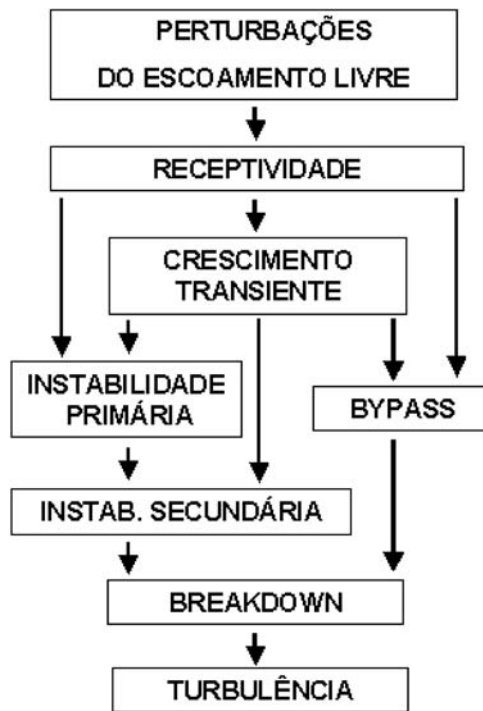 PERTURBAÇÕES
DO ESCOAMENTO LIVRE
RECEPTIVIDADE
CRESCIMENTO
TRANSIENTE
INSTABILIDADE
PRIMÁRIA
BYPASS
INSTAB. SECUNDÁRIA
BREAKDOWN
TURBULÊNCIA